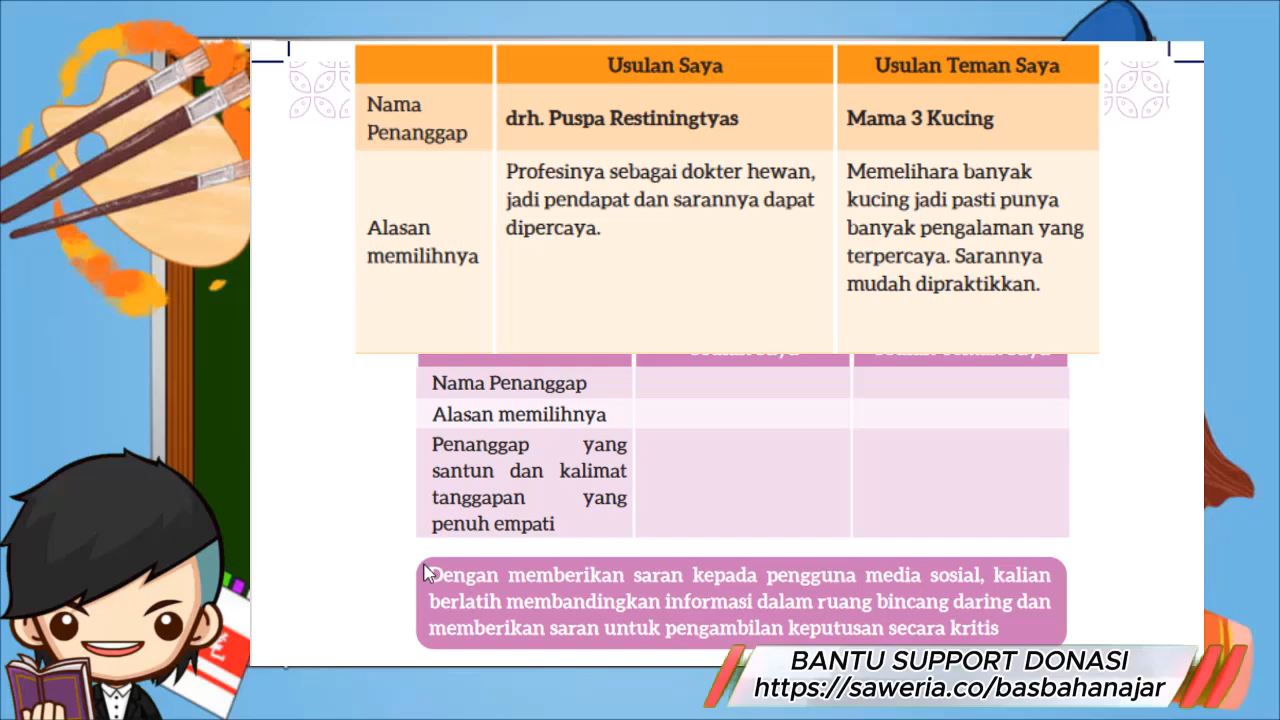 Usulan Saya
Usulan Teman Saya
Nama
Penanggap
drh. Puspa Restiningtyas
Mama 3 Kucing
Alasan
memilihnya
Profesinya sebagai dokter hewan,
jadi pendapat dan sarannya dapat
dipercaya.
Memelihara banyak
kucing jadi pasti punya
banyak pengalaman yang
terpercaya. Sarannya
mudah dipraktikkan.
Nama Penanggap
Alasan memilihnya
Penanggap yang
santun dan kalimat
tanggapan yang
penuh empati
Dengan memberikan saran kepada pengguna media sosial, kalian
berlatih membandingkan informasi dalam ruang bincang daring dan
memberikan saran untuk pengambilan keputusan secara kritis
BANTU SUPPORT DONASI
https://saweria.co/basbahanajar